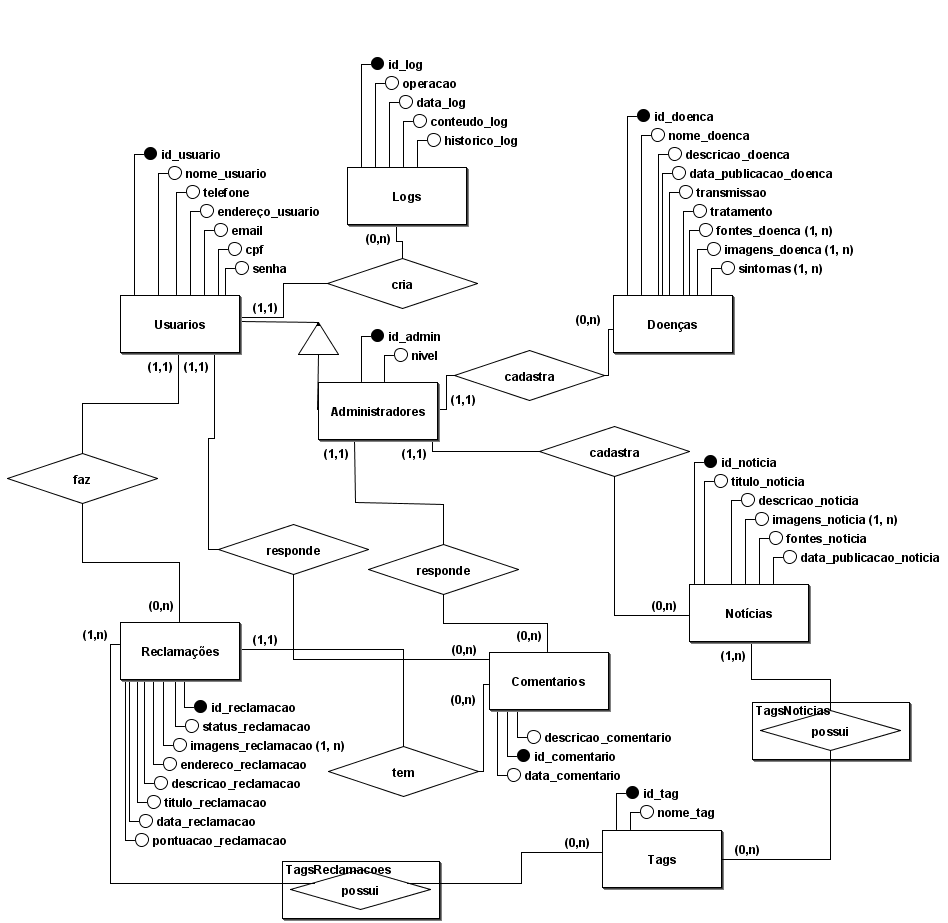 id_log
operacao
data_log
conteudo_log
historico_log
Logs
(0,n)
cria
id_usuario
nome_usuario
telefone
endereço_usuario
email
cpf
senha
Usuarios
(1,1)
(1,1)
(1,1)
id_doenca
nome_doenca
descricao_doenca
data_publicacao_doenca
transmissao
tratamento
fontes_doenca (1, n)
imagens_doenca (1, n)
sintomas (1, n)
Doenças
(0,n)
id_admin
nivel
Administradores
cadastra
(1,1)
(1,1)
(1,1)
cadastra
faz
responde
responde
id_noticia
titulo_noticia
descricao_noticia
imagens_noticia (1, n)
fontes_noticia
data_publicacao_noticia
Notícias
(0,n)
(1,n)
(0,n)
(1,n)
Reclamações
(1,1)
(0,n)
(0,n)
(0,n)
Comentarios
id_reclamacao
status_reclamacao
imagens_reclamacao (1, n)
endereco_reclamacao
descricao_reclamacao
titulo_reclamacao
data_reclamacao
pontuacao_reclamacao
tem
descricao_comentario
id_comentario
data_comentario
TagsNoticias
possui
id_tag
nome_tag
Tags
(0,n)
(0,n)
TagsReclamacoes
possui